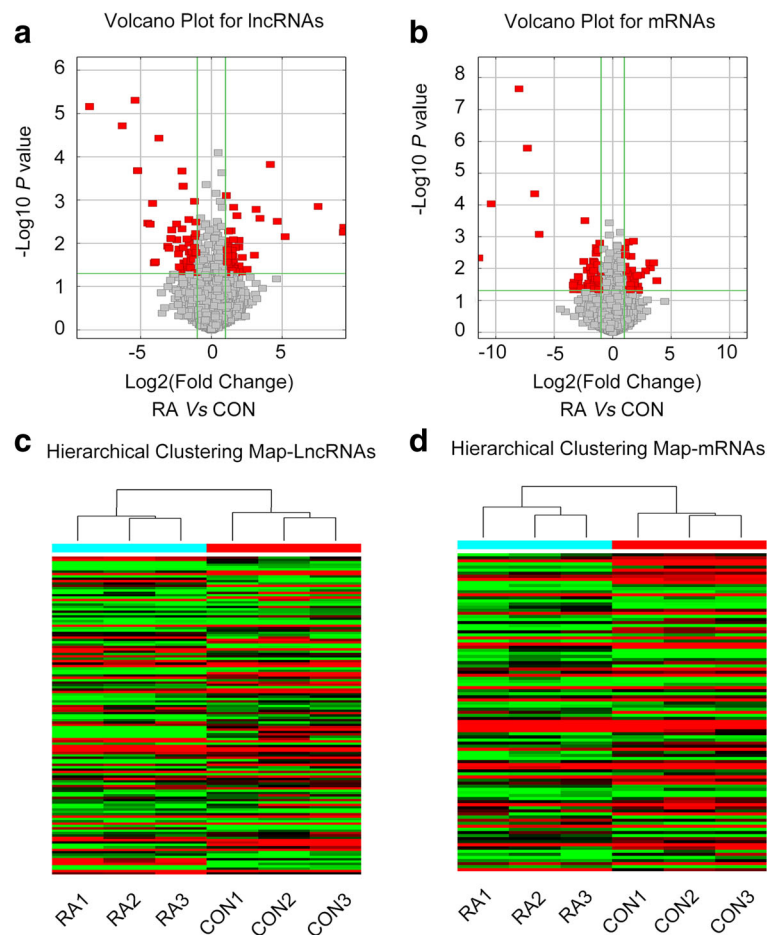 a
Volcano Plot for lncRNAs
6
5
4
3
2
1
0
-Log10 P value
-5
0
5
Log2(Fold Change)
RA Vs CON
b
Volcano Plot for mRNAs
8
7
6
5
4
3
2
1
0
-Log10 P value
-10
-5
0
5
10
Log2(Fold Change)
RA Vs CON
c
Hierarchical Clustering Map-LncRNAs
RA1
RA2
RA3
CON1
CON2
CON3
d
Hierarchical Clustering Map-mRNAs
RA1
RA2
RA3
CON1
CON2
CON3